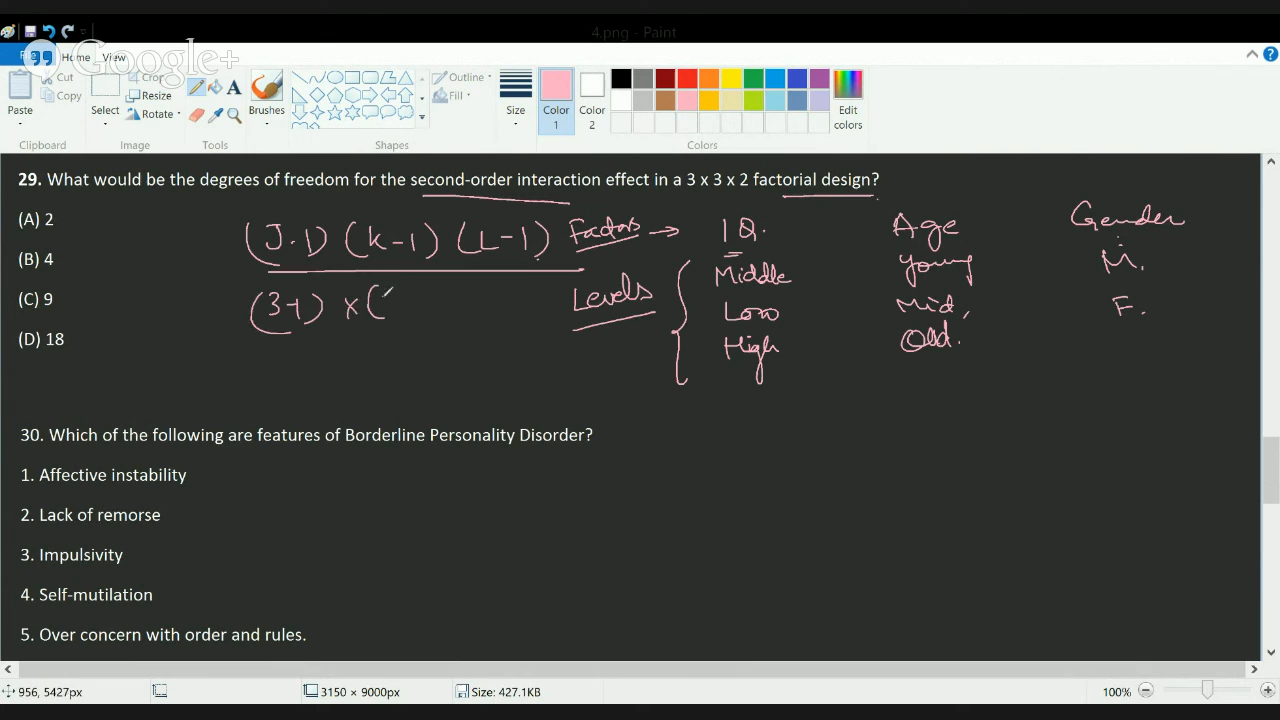 4.png - Paint
Google+
File Home View
Paste
Cut
Copy
Clipboard
Select
Crop
Resize
Rotate
Image
A
Tools
Brushes
Shapes
Outline
Fill
Size
Color 1
Color 2
Edit colors
Colors
29. What would be the degrees of freedom for the second-order interaction effect in a 3 x 3 x 2 factorial design?
(A) 2
(B) 4
(C) 9
(D) 18
(J-1) (K-1) (L-1)
(3-1) x (
Factors → IQ. Age Gender
Levels
Middle Young M.
Low Mid, F.
High Old.
30. Which of the following are features of Borderline Personality Disorder?
1. Affective instability
2. Lack of remorse
3. Impulsivity
4. Self-mutilation
5. Over concern with order and rules.
956, 5427px 3150 × 9000px Size: 427.1KB 100%